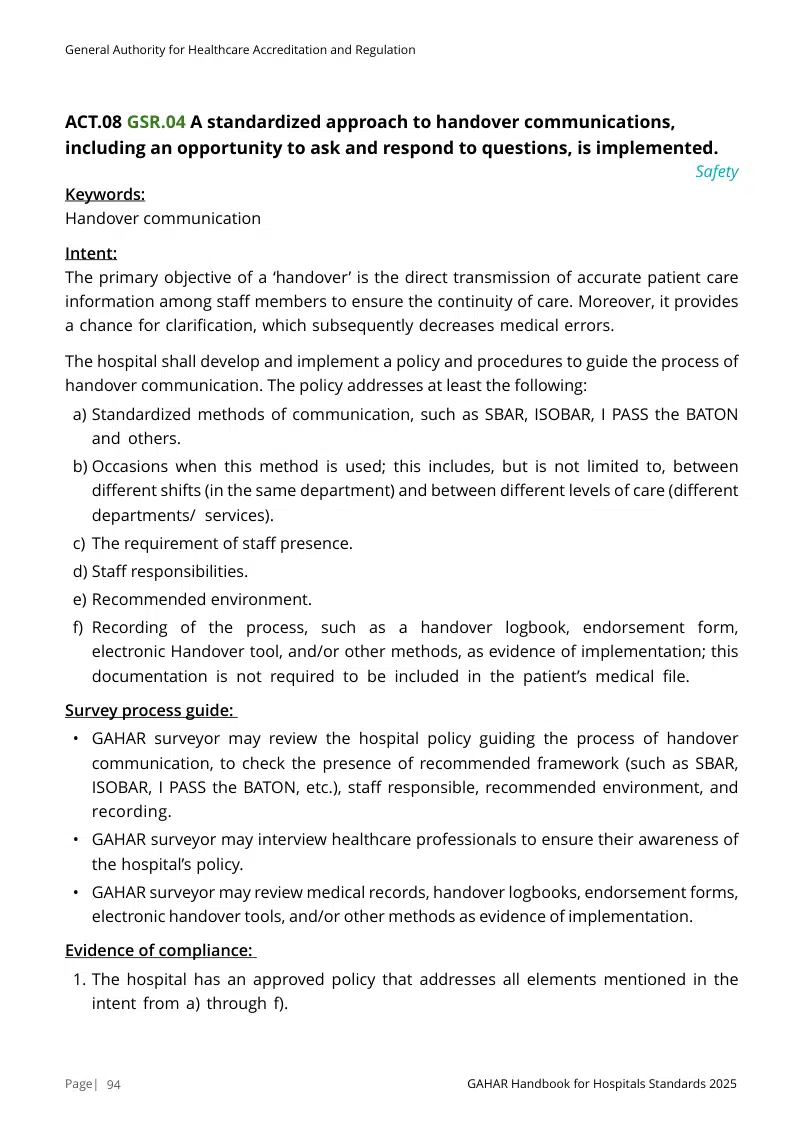 General Authority for Healthcare Accreditation and Regulation
ACT.08 GSR.04 A standardized approach to handover communications,
including an opportunity to ask and respond to questions, is implemented.
Safety
Keywords:
Handover communication
Intent:
The primary objective of a ‘handover’ is the direct transmission of accurate patient care
information among staff members to ensure the continuity of care. Moreover, it provides
a chance for clarification, which subsequently decreases medical errors.
The hospital shall develop and implement a policy and procedures to guide the process of
handover communication. The policy addresses at least the following:
a) Standardized methods of communication, such as SBAR, ISOBAR, I PASS the BATON
and others.
b) Occasions when this method is used; this includes, but is not limited to, between
different shifts (in the same department) and between different levels of care (different
departments/ services).
c) The requirement of staff presence.
d) Staff responsibilities.
e) Recommended environment.
f) Recording of the process, such as a handover logbook, endorsement form,
electronic Handover tool, and/or other methods, as evidence of implementation; this
documentation is not required to be included in the patient’s medical file.
Survey process guide:
• GAHAR surveyor may review the hospital policy guiding the process of handover
communication, to check the presence of recommended framework (such as SBAR,
ISOBAR, I PASS the BATON, etc.), staff responsible, recommended environment, and
recording.
• GAHAR surveyor may interview healthcare professionals to ensure their awareness of
the hospital’s policy.
• GAHAR surveyor may review medical records, handover logbooks, endorsement forms,
electronic handover tools, and/or other methods as evidence of implementation.
Evidence of compliance:
1. The hospital has an approved policy that addresses all elements mentioned in the
intent from a) through f).
Page| 94
GAHAR Handbook for Hospitals Standards 2025